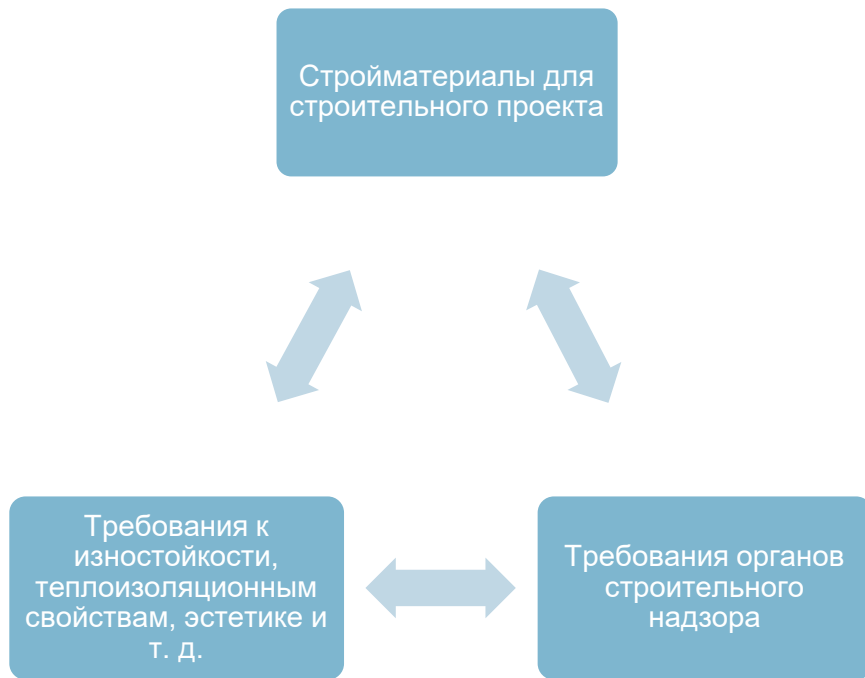 Стройматериалы для
строительного проекта
Требования к
изностойкости,
теплоизоляционным
свойствам, эстетике и
т. д.
Требования органов
строительного
надзора